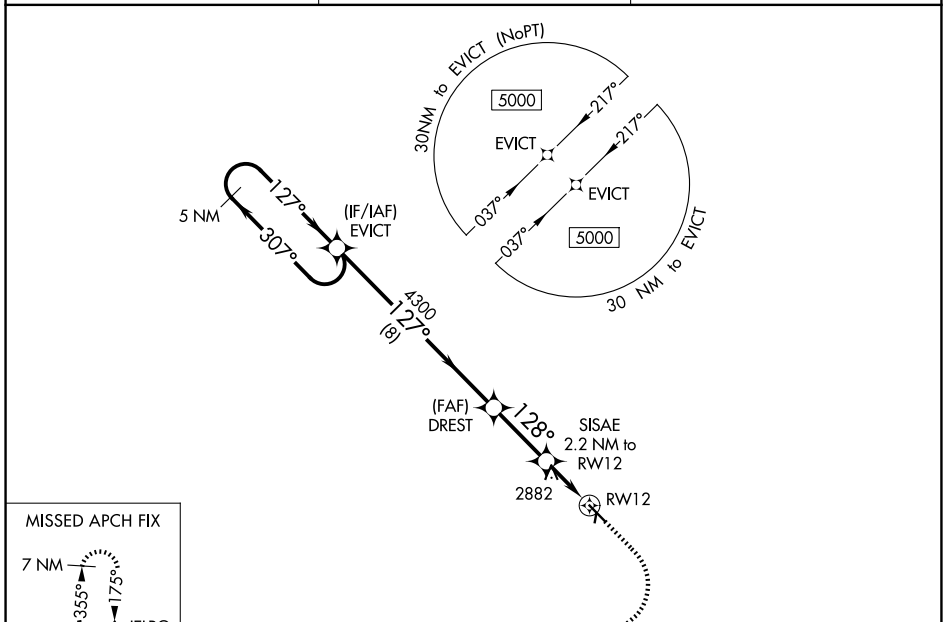 30NM to EVICT (NoPT)
5000
217°
217°
EVICT
EVICT
037°
037°
5000
30 NM to EVICT
5 NM
127°
307°
(IF/IAF)
EVICT
4300
127°
(8)
(FAF)
DREST
128°
SISAE
2.2 NM to
RW12
2882
RW12
MISSED APCH FIX
7 NM
355°
175°